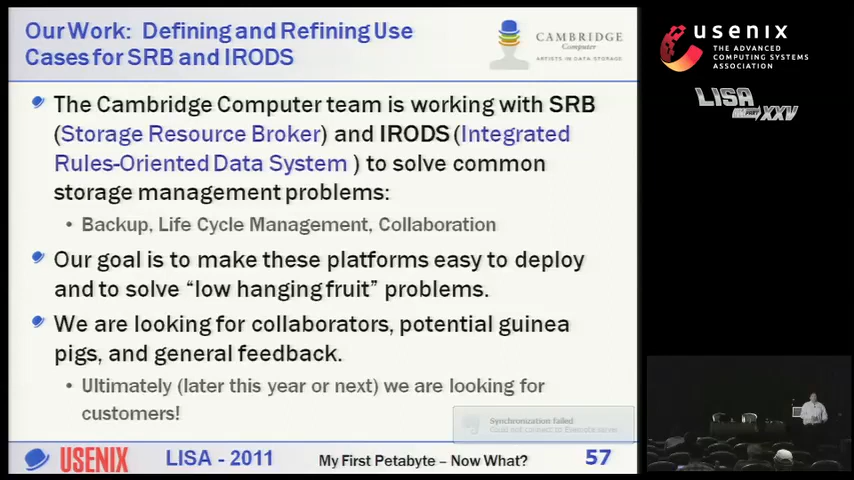 Our Work: Defining and Refining Use
Cases for SRB and IRODS
CAMBRIDGE
Computer
ARTISTS IN DATA STORAGE
The Cambridge Computer team is working with SRB
(Storage Resource Broker) and IRODS (Integrated
Rules-Oriented Data System ) to solve common
storage management problems:
• Backup, Life Cycle Management, Collaboration
Our goal is to make these platforms easy to deploy
and to solve “low hanging fruit” problems.
We are looking for collaborators, potential guinea
pigs, and general feedback.
• Ultimately (later this year or next) we are looking for
customers!
Synchronization failed
Could not connect to Evernote
USENIX
LISA - 2011
My First Petabyte – Now What?
57
usenix
THE ADVANCED
COMPUTING SYSTEMS
ASSOCIATION
LISA
XXV